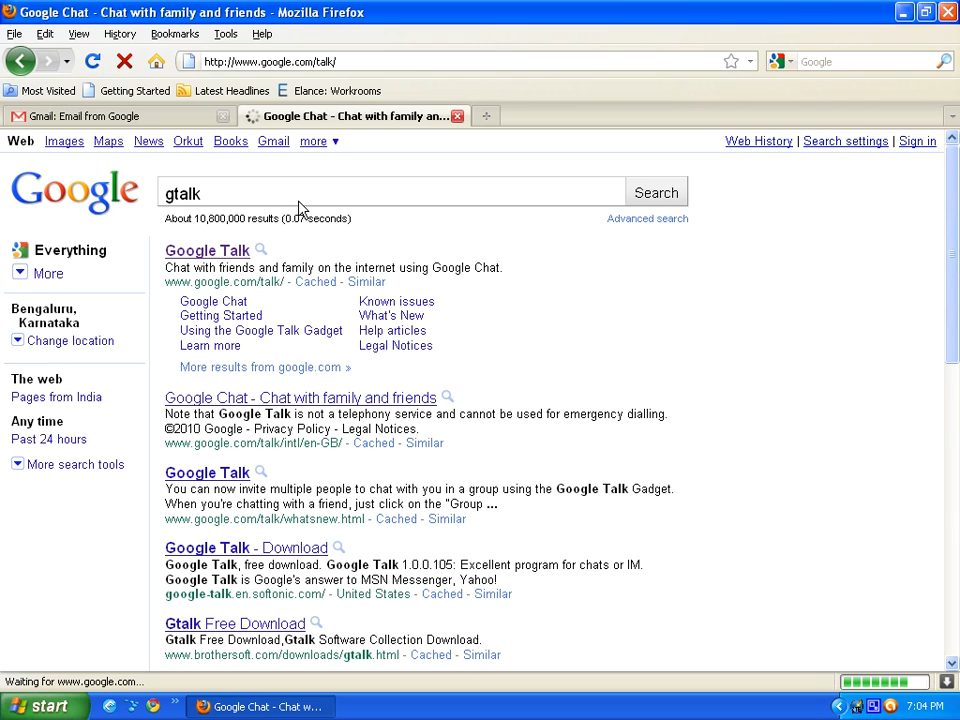 Google Chat - Chat with family and friends - Mozilla Firefox
File Edit View History Bookmarks Tools Help
http://www.google.com/talk/
Google
Most Visited Getting Started Latest Headlines Elance: Workrooms
Gmail: Email from Google
Google Chat - Chat with family an...
Web Images Maps News Orkut Books Gmail more ▼
Web History | Search settings | Sign in
Google
gtalk
Search
About 10,800,000 results (0.07 seconds)
Advanced search
Everything
More
Bengaluru,
Karnataka
Change location
The web
Pages from India
Any time
Past 24 hours
More search tools
Google Talk
Chat with friends and family on the internet using Google Chat.
www.google.com/talk/ - Cached - Similar
Google Chat Known issues
Getting Started What's New
Using the Google Talk Gadget Help articles
Learn more Legal Notices
More results from google.com »
Google Chat - Chat with family and friends
Note that Google Talk is not a telephony service and cannot be used for emergency dialling.
©2010 Google - Privacy Policy - Legal Notices.
www.google.com/talk/intl/en-GB/ - Cached - Similar
Google Talk
You can now invite multiple people to chat with you in a group using the Google Talk Gadget.
When you're chatting with a friend, just click on the "Group ...
www.google.com/talk/whatsnew.html - Cached - Similar
Google Talk - Download
Google Talk, free download. Google Talk 1.0.0.105: Excellent program for chats or IM.
Google Talk is Google's answer to MSN Messenger, Yahoo!
google-talk.en.softonic.com/ - United States - Cached - Similar
Gtalk Free Download
Gtalk Free Download,Gtalk Software Collection Download.
www.brothersoft.com/downloads/gtalk.html - Cached - Similar
Waiting for www.google.com...
start
Google Chat - Chat w...
7:04 PM